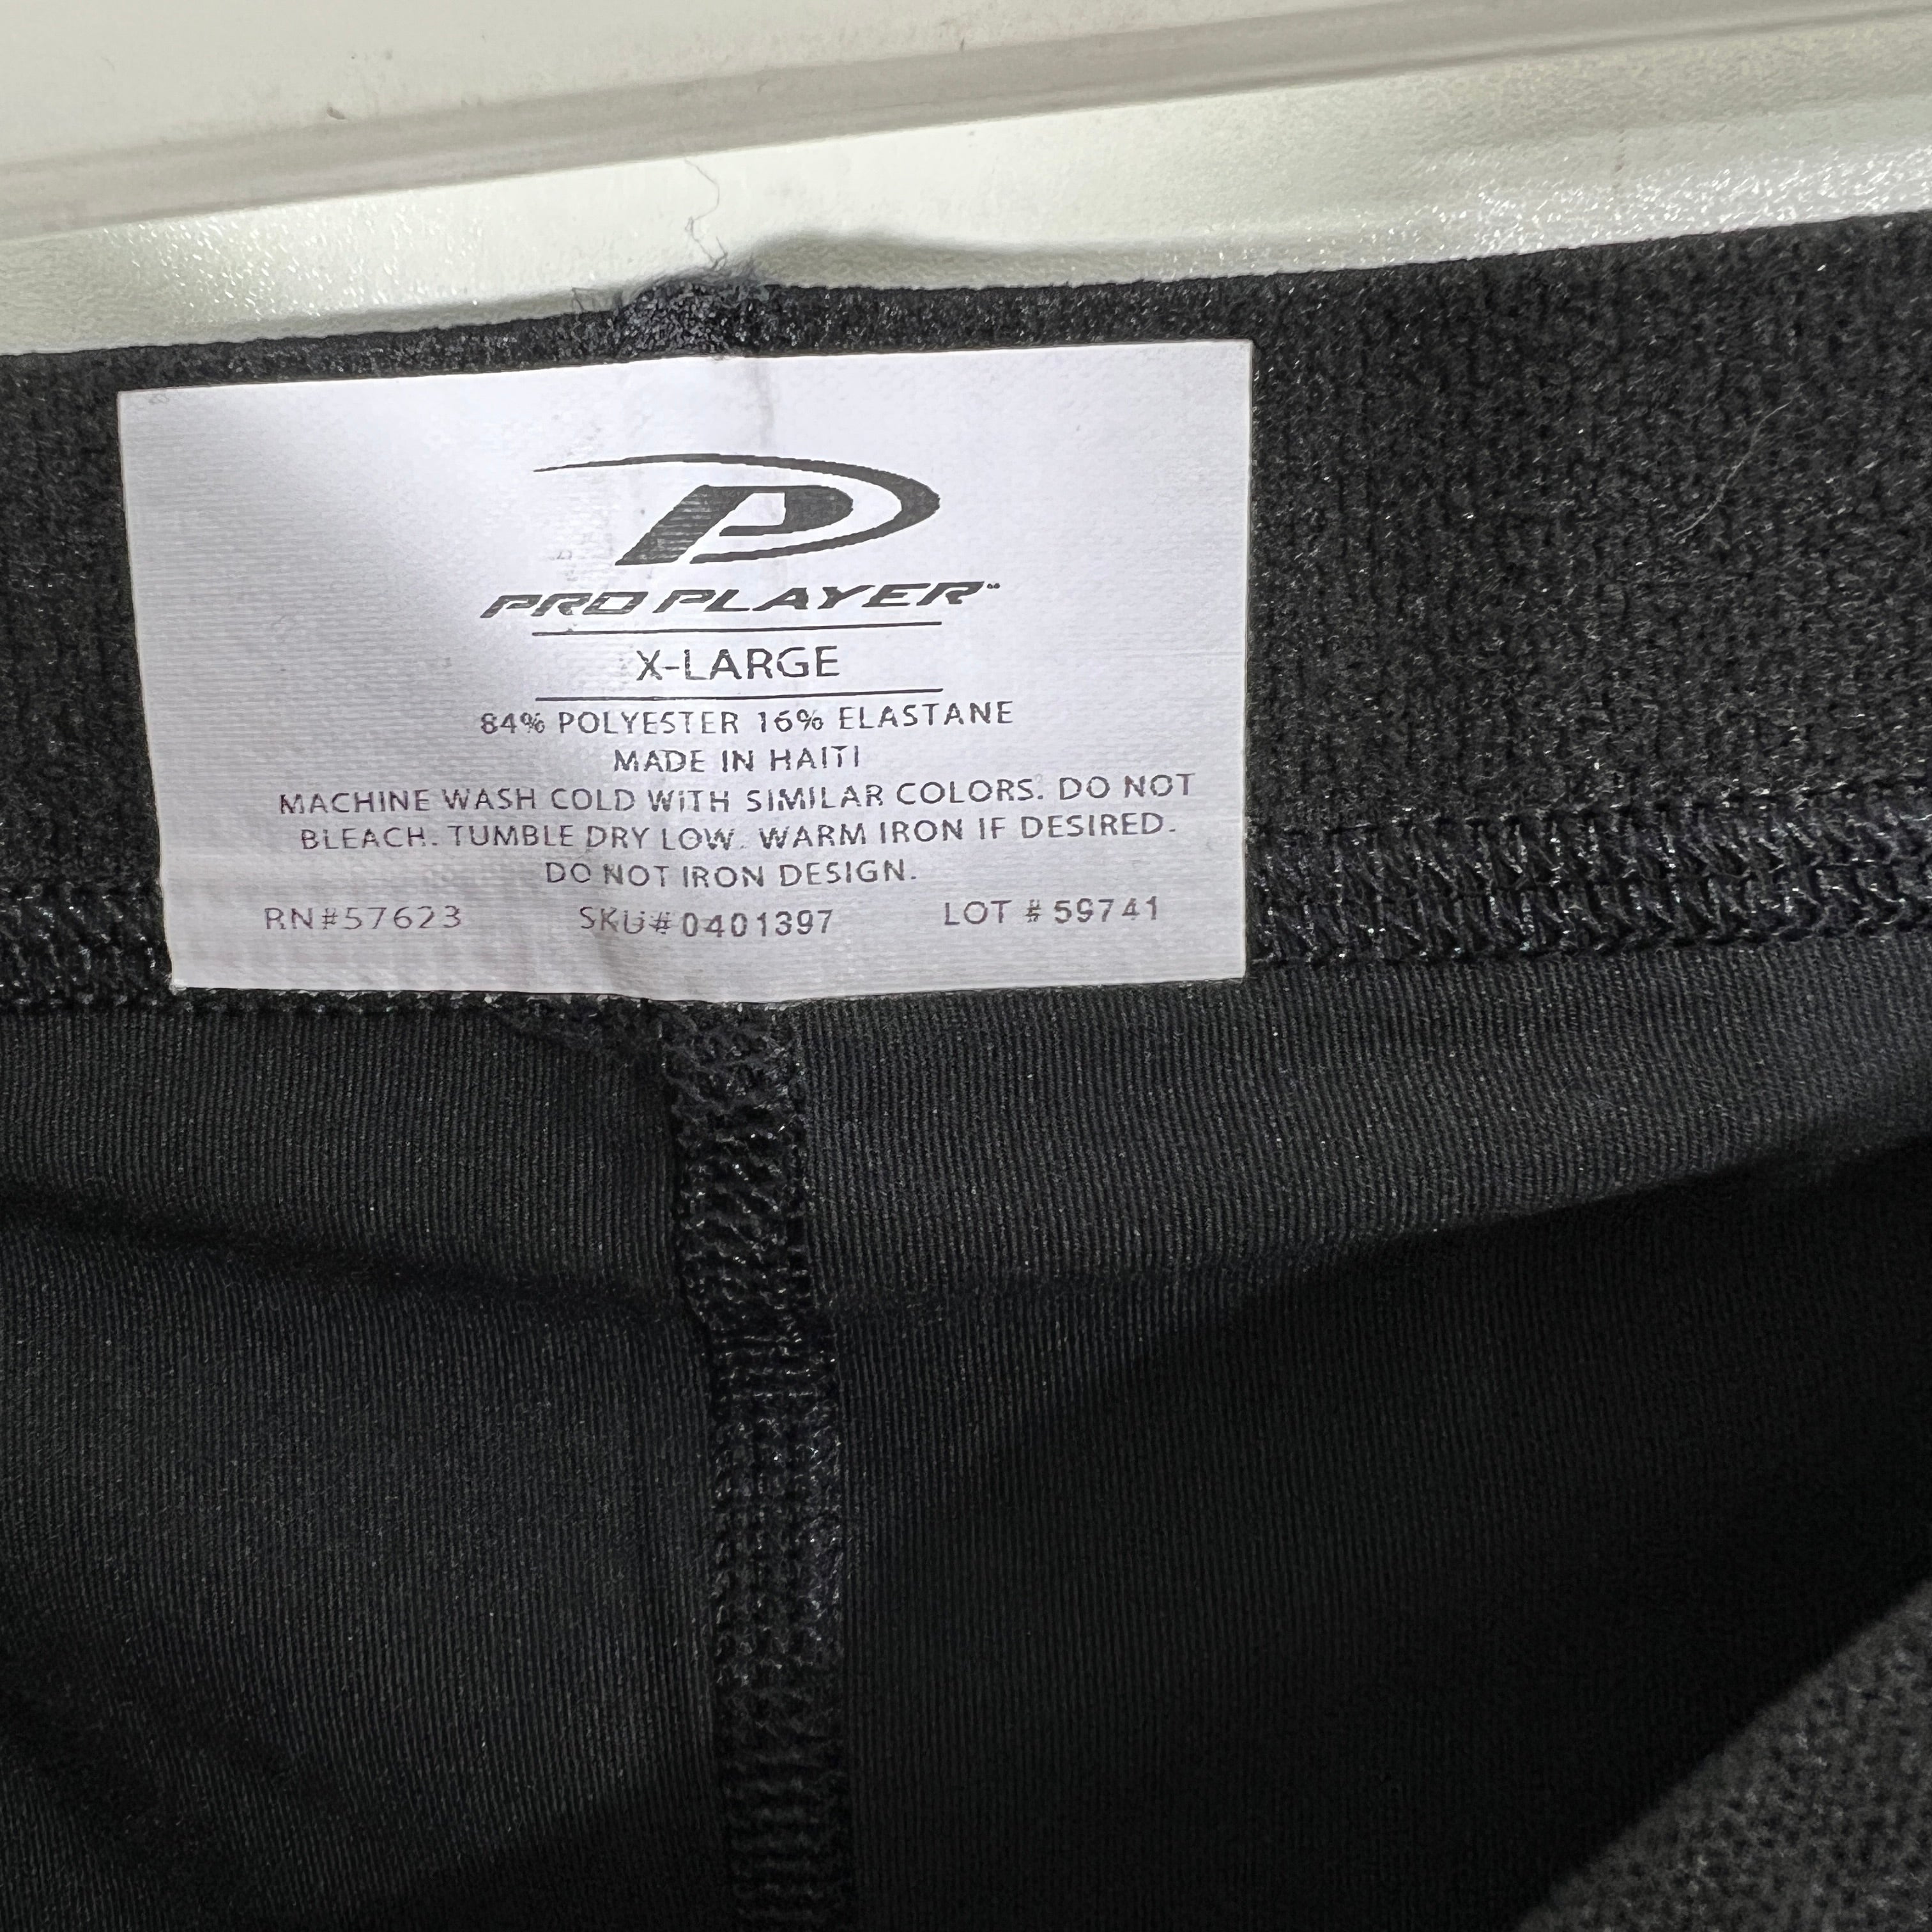 P
PRO PLAYER™
X-LARGE
84% POLYESTER 16% ELASTANE
MADE IN HAITI
MACHINE WASH COLD WITH SIMILAR COLORS. DO NOT
BLEACH. TUMBLE DRY LOW. WARM IRON IF DESIRED.
DO NOT IRON DESIGN.
RN#57623 SKU#0401397 LOT #59741